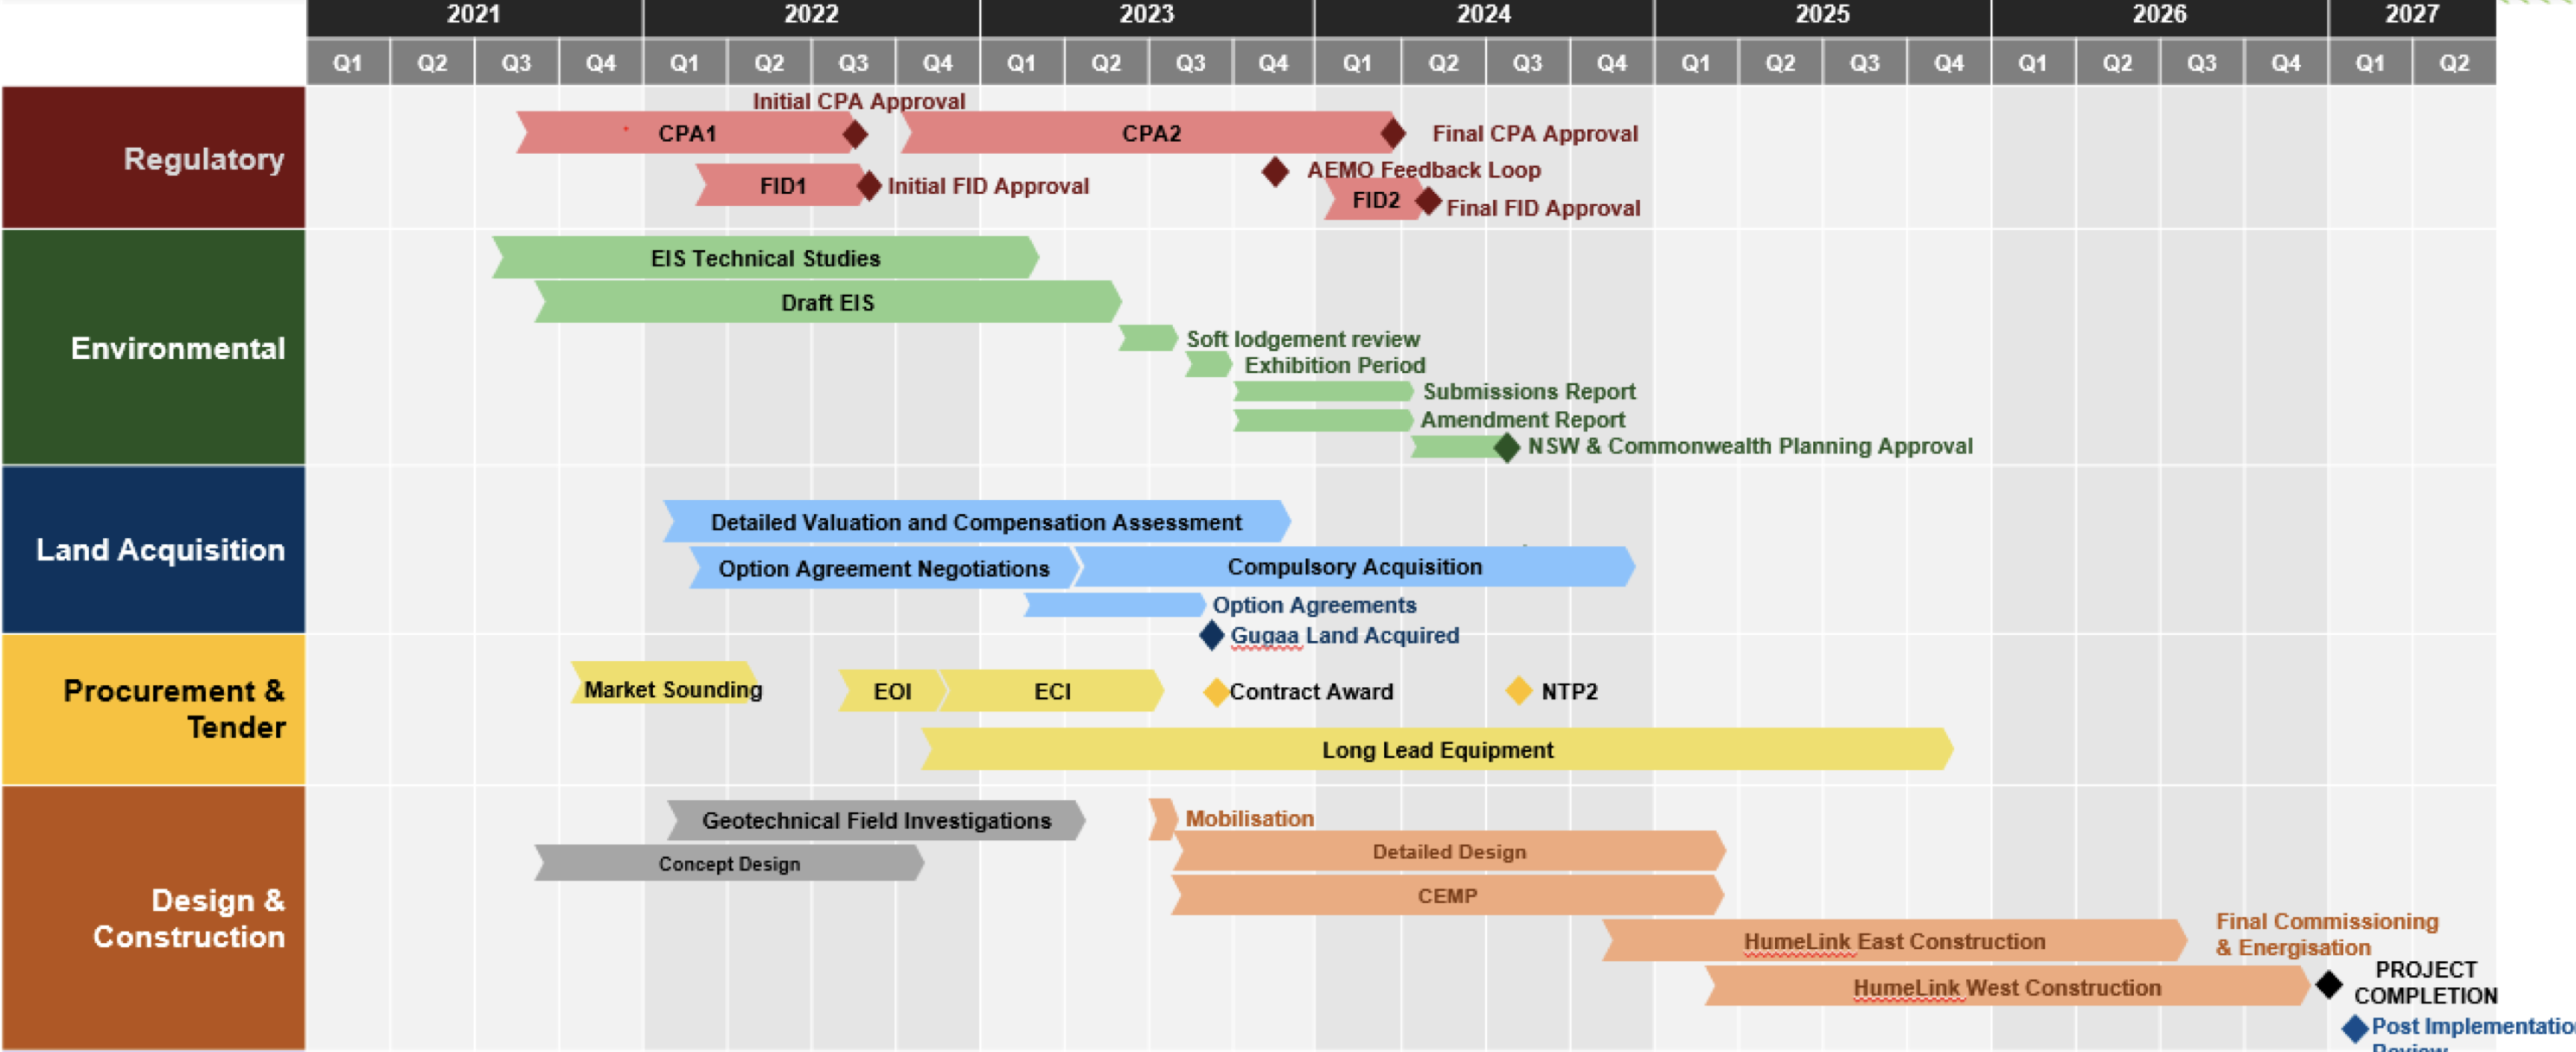 2021 2022 2023 2024 2025 2026 2027
Q1 Q2 Q3 Q4 Q1 Q2 Q3 Q4 Q1 Q2 Q3 Q4 Q1 Q2 Q3 Q4 Q1 Q2 Q3 Q4 Q1 Q2 Q3 Q4 Q1 Q2
Regulatory
Initial CPA Approval
CPA1
CPA2
Final CPA Approval
AEMO Feedback Loop
FID1
Initial FID Approval
FID2
Final FID Approval
Environmental
EIS Technical Studies
Draft EIS
Soft lodgement review
Exhibition Period
Submissions Report
Amendment Report
NSW & Commonwealth Planning Approval
Land Acquisition
Detailed Valuation and Compensation Assessment
Option Agreement Negotiations
Compulsory Acquisition
Option Agreements
Gugaa Land Acquired
Procurement &
Tender
Market Sounding
EOI
ECI
Contract Award
NTP2
Long Lead Equipment
Design &
Construction
Geotechnical Field Investigations
Mobilisation
Concept Design
Detailed Design
CEMP
HumeLink East Construction
Final Commissioning
& Energisation
HumeLink West Construction
PROJECT
COMPLETION
Post Implementatio
Review